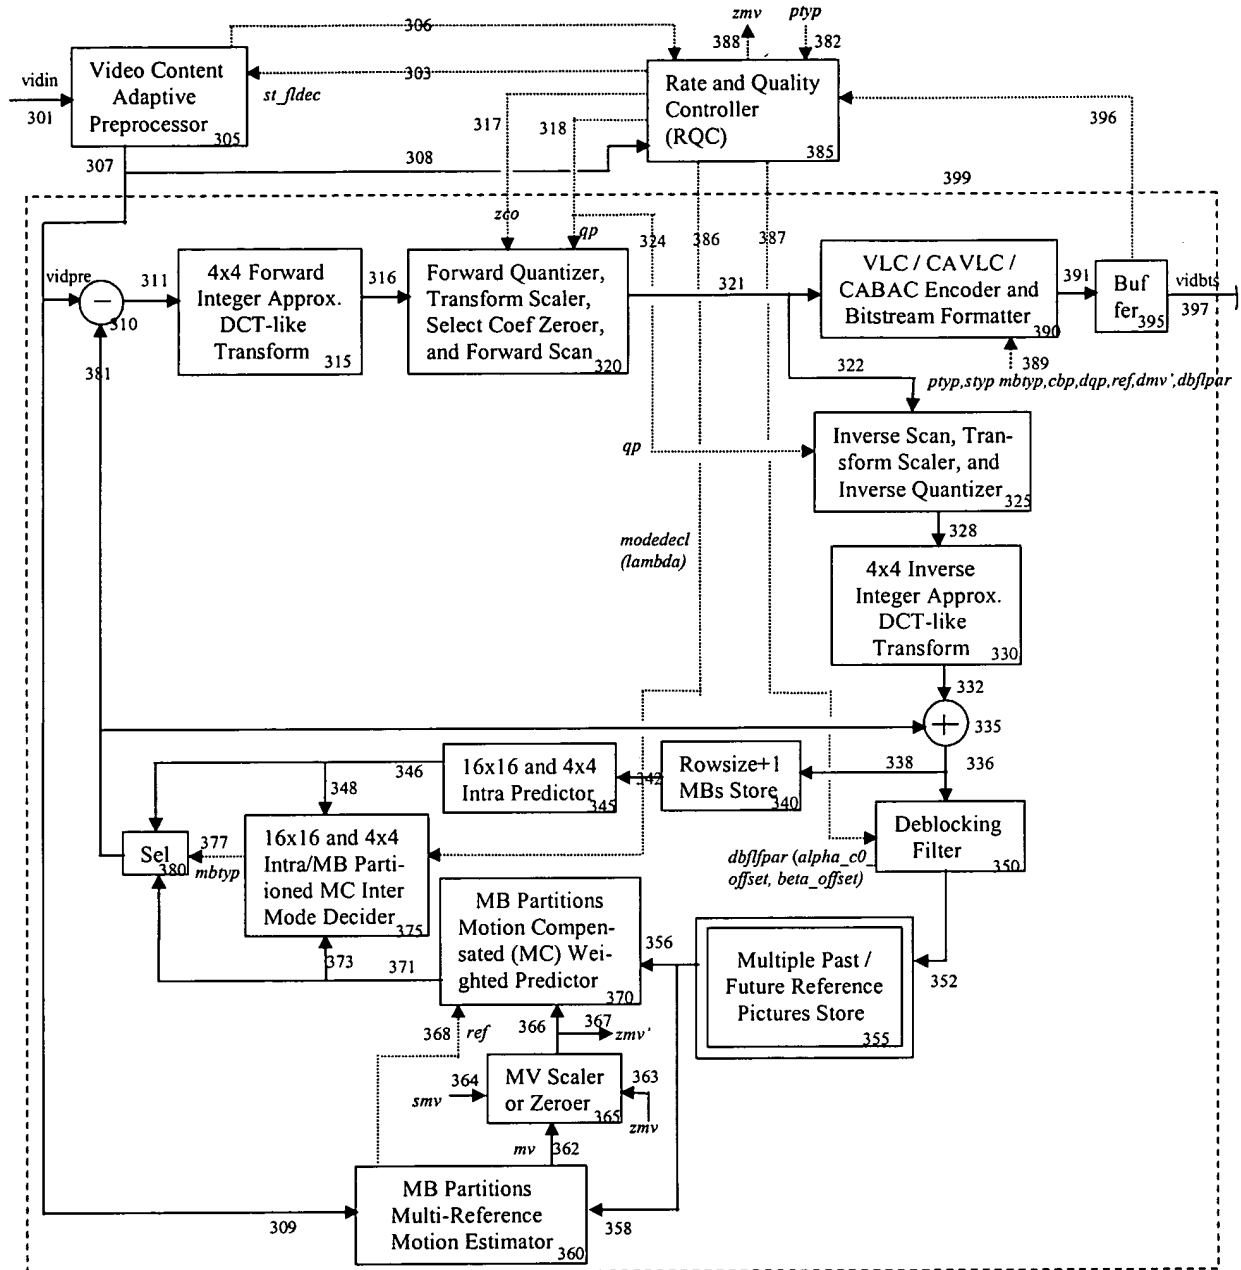 306
zmv
ptyp
388
382
vidin
301
Video Content
Adaptive
Preprocessor
305
303
st_fldec
Rate and Quality
Controller
(RQC)
385
317
318
396
307
308
399
zco
qp
324
386
387
vidpre
310
311
4x4 Forward
Integer Approx.
DCT-like
Transform
315
316
Forward Quantizer,
Transform Scaler,
Select Coef Zeroer,
and Forward Scan
320
321
VLC / CAVLC /
CABAC Encoder and
Bitstream Formatter
390
391
Buf
fer
395
vidbts
397
381
322
389
ptyp,styp mbtyp,cbp,dqp,ref,dmv',dbflpar
qp
Inverse Scan, Tran-
sform Scaler, and
Inverse Quantizer
325
328
modedecl
(lambda)
4x4 Inverse
Integer Approx.
DCT-like
Transform
330
332
+
335
346
348
16x16 and 4x4
Intra Predictor
345
342
Rowsize+1
MBs Store
340
338
336
Sel
380
377
mbtyp
16x16 and 4x4
Intra/MB Parti-
ioned MC Inter
Mode Decider
375
dbflfpar (alpha_c0_
offset, beta_offset)
Deblocking
Filter
350
373
371
MB Partitions
Motion Compen-
sated (MC) Wei-
ghted Predictor
370
356
Multiple Past /
Future Reference
Pictures Store
355
352
368
ref
366
367
zmv'
364
smv
MV Scaler
or Zeroer
365
363
zmv
mv
362
309
MB Partitions
Multi-Reference
Motion Estimator
360
358